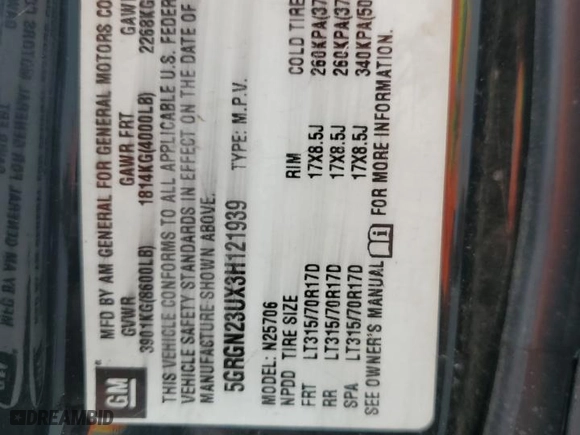 GM
MFD BY AM GENERAL FOR GENERAL MOTORS CO
GVWR GAWR FRT GAW
3901KG(8600LB) 1814KG(4000LB) 2268KG
THIS VEHICLE CONFORMS TO ALL APPLICABLE U.S. FEDER
VEHICLE SAFETY STANDARDS IN EFFECT ON THE DATE OF
MANUFACTURE SHOWN ABOVE.
5GRGN23UX3H121939 TYPE: M.P.V.
MODEL: N25706
NPDD TIRE SIZE RIM COLD TIRE
FRT LT315/70R17D 17X8.5J 260KPA(37
RR LT315/70R17D 17X8.5J 260KPA(37
SPA LT315/70R17D 17X8.5J 340KPA(50
SEE OWNER'S MANUAL i FOR MORE INFORMATION.
DREAMBID